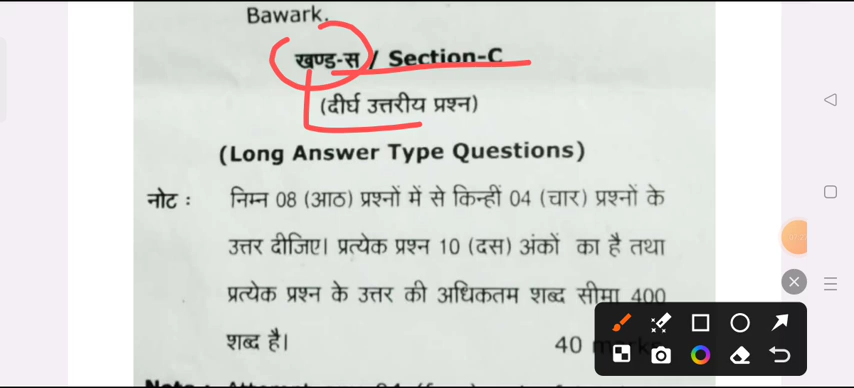 Bawark.
खण्ड-स / Section-C
(दीर्घ उत्तरीय प्रश्न)
(Long Answer Type Questions)
नोट : निम्न 08 (आठ) प्रश्नों में से किन्हीं 04 (चार) प्रश्नों के
उत्तर दीजिए। प्रत्येक प्रश्न 10 (दस) अंकों का है तथा
प्रत्येक प्रश्न के उत्तर की अधिकतम शब्द सीमा 400
शब्द है। 40 marks